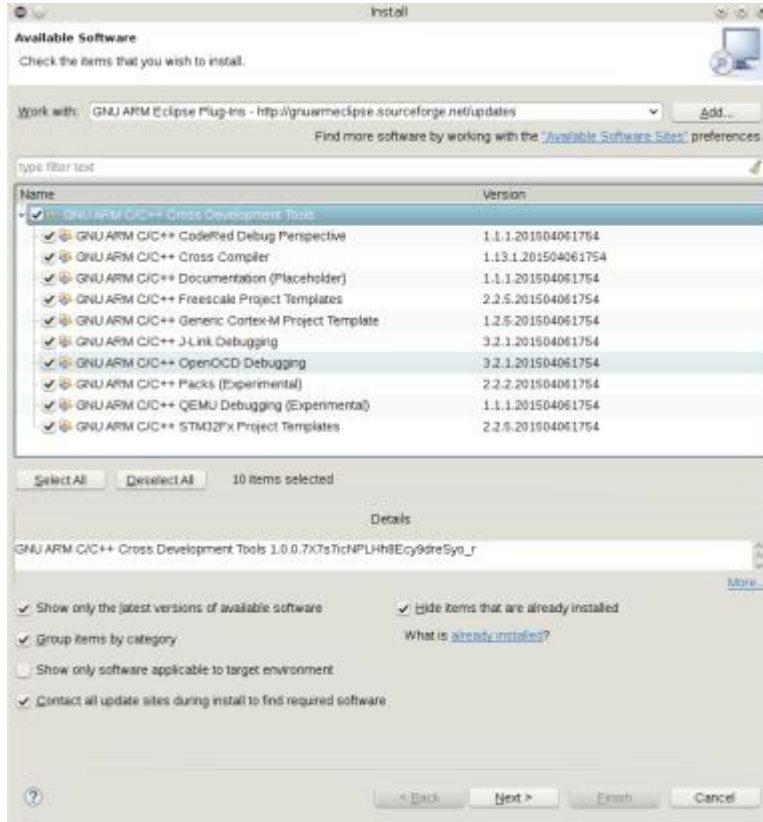 Install
Available Software
Check the items that you wish to install.
Work with: GNU ARM Eclipse Plug-ins - http://gnuarmeclipse.sourceforge.net/updates Add...
Find more software by working with the "Available Software Sites" preferences
type filter text
Name Version
GNU ARM C/C++ Cross Development Tools
GNU ARM C/C++ CodeRed Debug Perspective 1.1.1.201504061754
GNU ARM C/C++ Cross Compiler 1.13.1.201504061754
GNU ARM C/C++ Documentation (Placeholder) 1.1.1.201504061754
GNU ARM C/C++ Freescale Project Templates 2.2.5.201504061754
GNU ARM C/C++ Generic Cortex-M Project Template 1.2.5.201504061754
GNU ARM C/C++ J-Link Debugging 3.2.1.201504061754
GNU ARM C/C++ OpenOCD Debugging 3.2.1.201504061754
GNU ARM C/C++ Packs (Experimental) 2.2.2.201504061754
GNU ARM C/C++ QEMU Debugging (Experimental) 1.1.1.201504061754
GNU ARM C/C++ STM32Fx Project Templates 2.2.5.201504061754
Select All Deselect All 10 items selected
Details
GNU ARM C/C++ Cross Development Tools
More...
Show only the latest versions of available software Hide items that are already installed
Group items by category What is already installed?
Show only software applicable to target environment
Contact all update sites during install to find required software
< Back Next > Finish Cancel